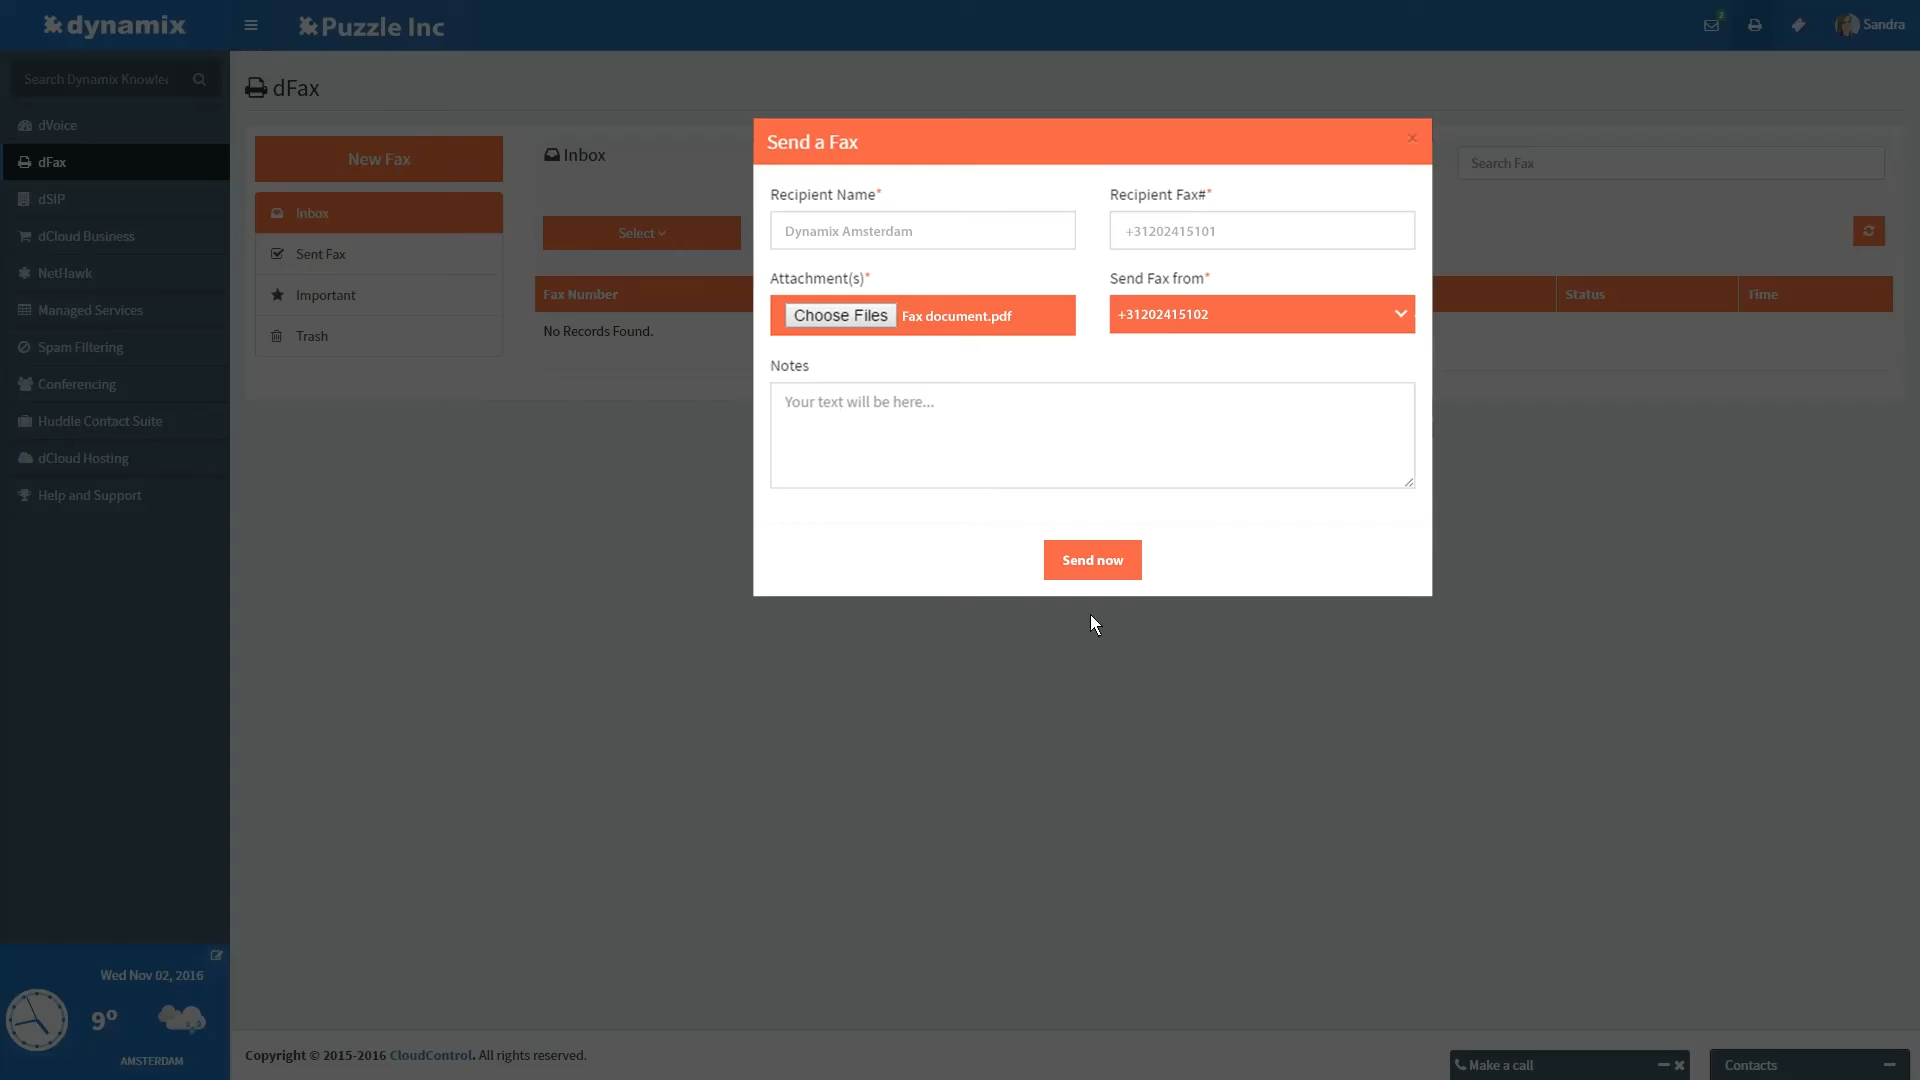 dynamix
Puzzle Inc
2
Sandra
Search Dynamix Knowle
dVoice
dFax
dSIP
dCloud Business
NetHawk
Managed Services
Spam Filtering
Conferencing
Huddle Contact Suite
dCloud Hosting
Help and Support
Wed Nov 02, 2016
9°
AMSTERDAM
dFax
New Fax
Inbox
Sent Fax
Important
Trash
Inbox
Select
Search Fax
Fax Number
Status
Time
No Records Found.
Send a Fax
×
Recipient Name*
Recipient Fax#*
Dynamix Amsterdam
+31202415101
Attachment(s)*
Send Fax from*
Choose Files Fax document.pdf
+31202415102
Notes
Your text will be here...
Send now
Copyright © 2015-2016 CloudControl. All rights reserved.
Make a call
Contacts